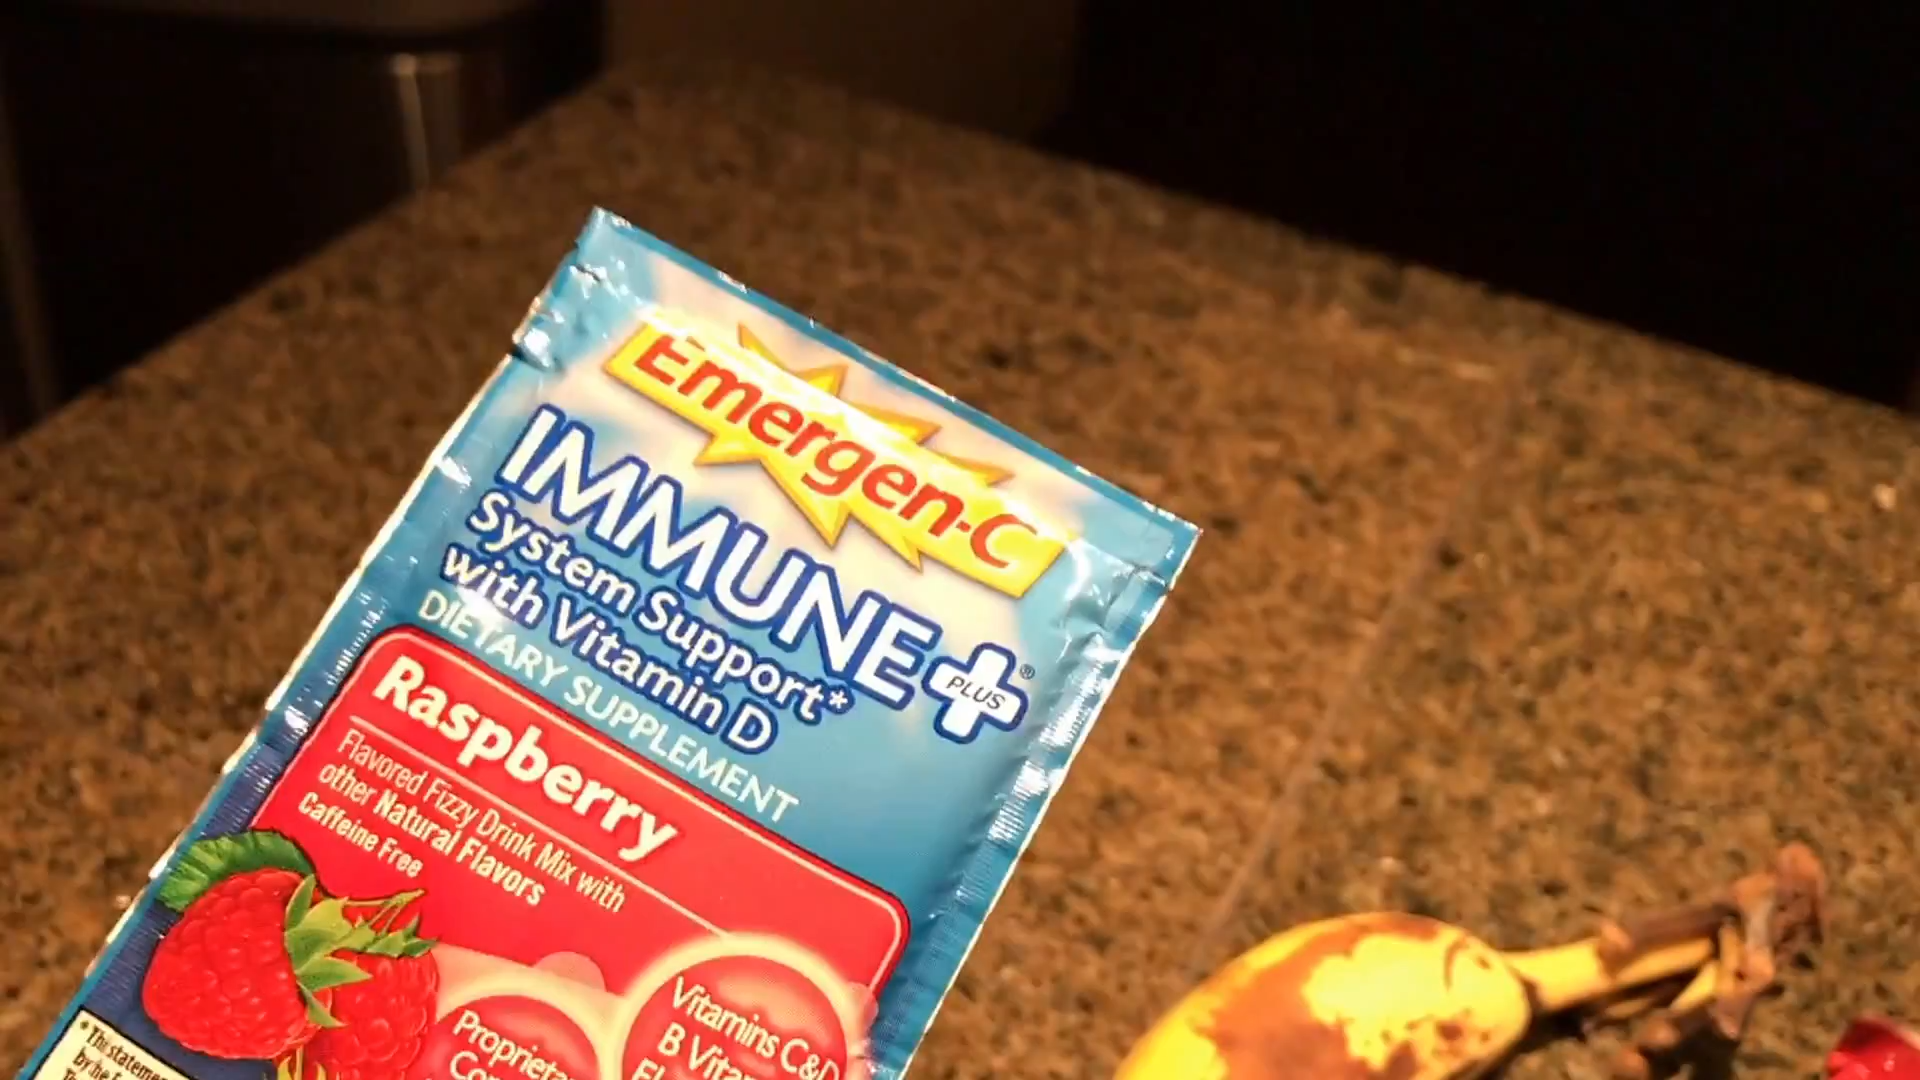 Emergen-C
IMMUNE+
PLUS®
System Support*
with Vitamin D
DIETARY SUPPLEMENT
Raspberry
Flavored Fizzy Drink Mix with
other Natural Flavors
Caffeine Free
Vitamins C&D
B